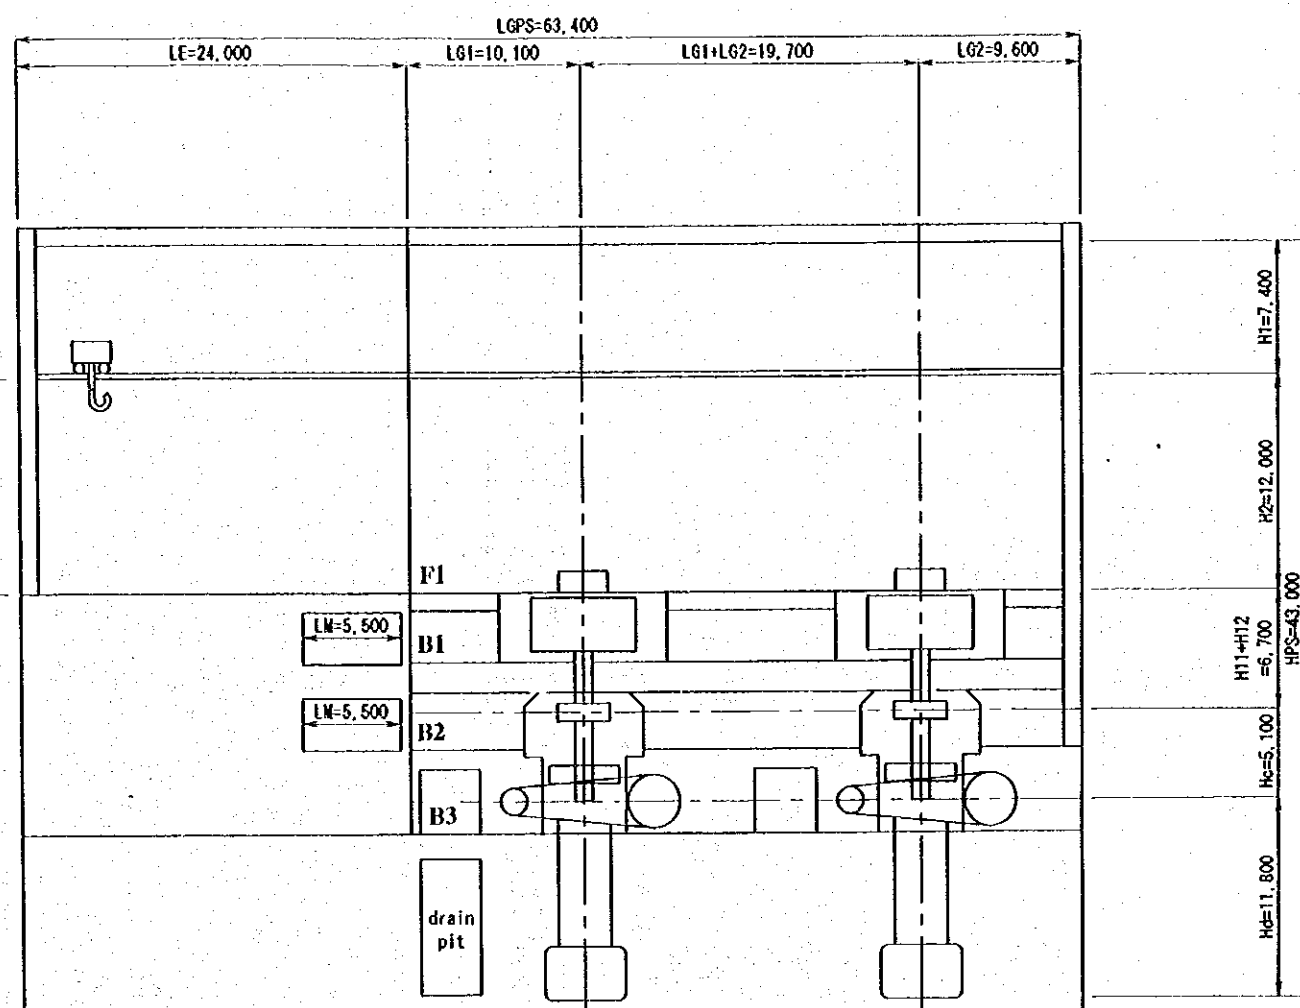 LGPS=63,400
LE=24,000
LG1=10,100
LG1+LG2=19,700
LG2=9,600
H1=7,400
H2=12,000
H11+H12
=6,700
HPS=43,000
Hc=5,100
Hd=11,800
F1
LM=5,500
B1
LM=5,500
B2
B3
drain
pit